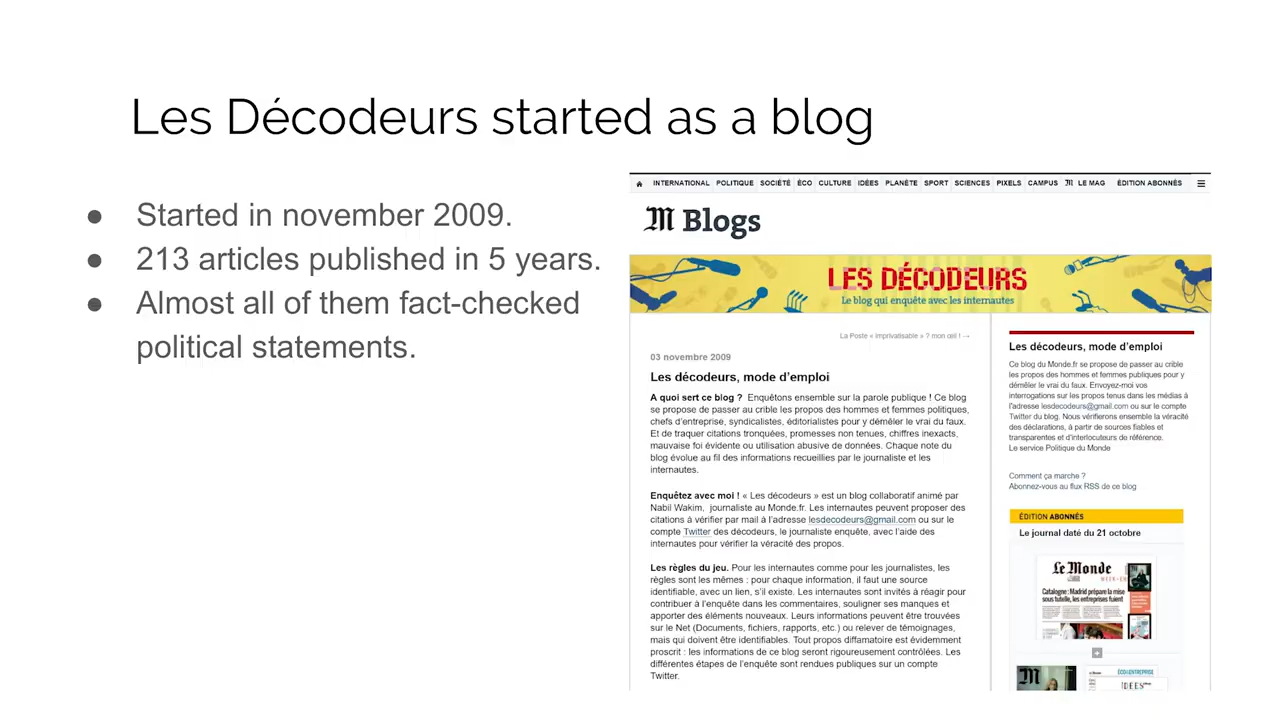 Les Décodeurs started as a blog
● Started in november 2009.
● 213 articles published in 5 years.
● Almost all of them fact-checked
political statements.
INTERNATIONAL POLITIQUE SOCIÉTÉ ÉCO CULTURE IDÉES PLANÈTE SPORT SCIENCES PIXELS CAMPUS M LE MAG ÉDITION ABONNÉS
M Blogs
LES DÉCODEURS
Le blog qui enquête avec les internautes
La Poste « imprivatisable » ? mon œil ! →
03 novembre 2009
Les décodeurs, mode d'emploi
A quoi sert ce blog ? Enquêtons ensemble sur la parole publique ! Ce blog
se propose de passer au crible les propos des hommes et femmes politiques,
chefs d'entreprise, syndicalistes, éditorialistes pour y démêler le vrai du faux.
Et de traquer citations tronquées, promesses non tenues, chiffres inexacts,
mauvaise foi évidente ou utilisation abusive de données. Chaque note du
blog évolue au fil des informations recueillies par le journaliste et les
internautes.
Enquêtez avec moi ! « Les décodeurs » est un blog collaboratif animé par
Nabil Wakim, journaliste au Monde.fr. Les internautes peuvent proposer des
citations à vérifier par mail à l'adresse lesdecodeurs@gmail.com ou sur le
compte Twitter des décodeurs, le journaliste enquête, avec l'aide des
internautes pour vérifier la véracité des propos.
Les règles du jeu. Pour les internautes comme pour les journalistes, les
règles sont les mêmes : pour chaque information, il faut une source
identifiable, avec un lien, s'il existe. Les internautes sont invités à réagir pour
contribuer à l'enquête dans les commentaires, souligner ses manques et
apporter des éléments nouveaux. Leurs informations peuvent être trouvées
sur le Net (Documents, fichiers, rapports, etc.) ou relever de témoignages,
mais qui doivent être identifiables. Tout propos diffamatoire est évidemment
proscrit : les informations de ce blog seront rigoureusement contrôlées. Les
différentes étapes de l'enquête sont rendues publiques sur un compte
Twitter.
Les décodeurs, mode d'emploi
Ce blog du Monde.fr se propose de passer au crible
les propos des hommes et femmes publiques pour y
démêler le vrai du faux. Envoyez-moi vos
interrogations sur les propos tenus dans les médias à
l'adresse lesdecodeurs@gmail.com ou sur le compte
Twitter du blog. Nous vérifierons ensemble la véracité
des déclarations, à partir de sources fiables et
transparentes et d'interlocuteurs de référence.
Le service Politique du Monde
Comment ça marche ?
Abonnez-vous au flux RSS de ce blog
ÉDITION ABONNÉS
Le journal daté du 21 octobre
Le Monde
Catalogne : Madrid prépare la mise
sous tutelle, les entreprises fuient
M
ÉCO & ENTREPRISE
IDÉES